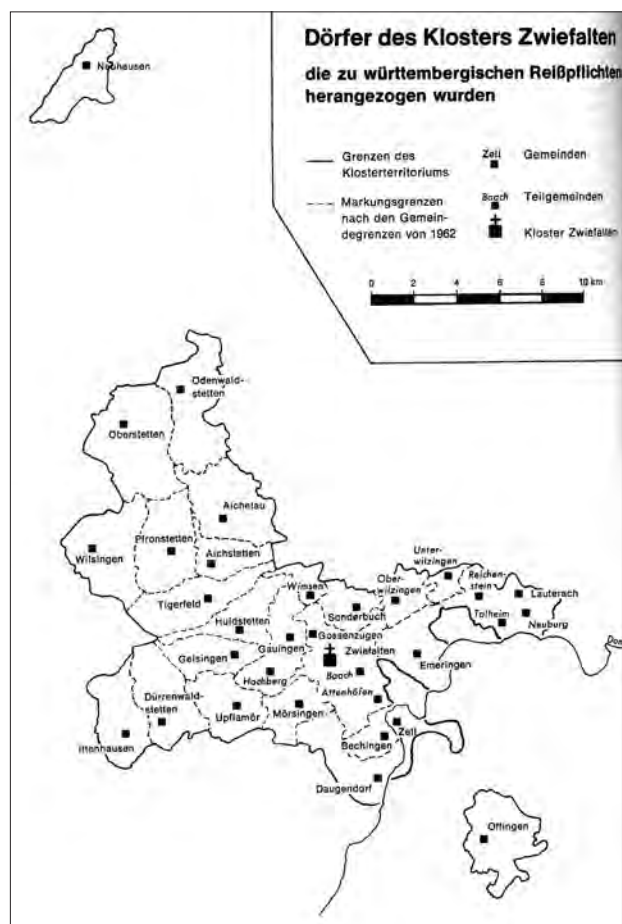 Dörfer des Klosters Zwiefalten
die zu württembergischen Reißpflichten
herangezogen wurden
Grenzen des
Klosterterritoriums
Markungsgrenzen
nach den Gemein-
degrenzen von 1962
Zell
Gemeinden
Baach
Teilgemeinden
Kloster Zwiefalten
0 2 4 6 8 10 km
Neuhausen
Odenwald-
stetten
Oberstetten
Aichelau
Wilsingen
Pfronstetten
Aichstetten
Tigerfeld
Wimsen
Ober-
wilzingen
Unter-
wilzingen
Reichen-
stein
Lauterach
Talheim
Neuburg
Sonderbuch
Huldstetten
Gossenzugen
Gauingen
Zwiefalten
Geisingen
Hochberg
Baach
Emeringen
Attenhöfen
Dürrenwald-
stetten
Upflamör
Mörsingen
Zell
Ittenhausen
Bechingen
Daugendorf
Offingen